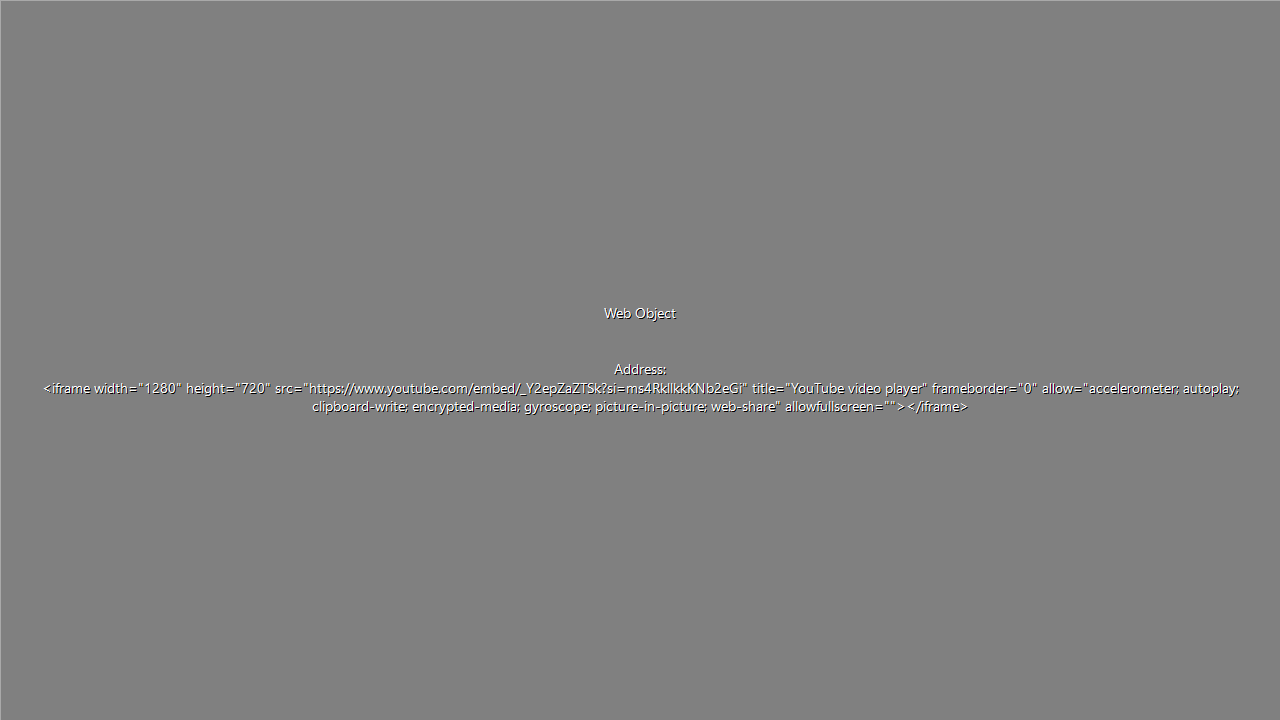 Web Object
Address:
<iframe width="1280" height="720" src="https://www.youtube.com/embed/_Y2epZaZTSk?si=ms4RkllkkKNb2eGi" title="YouTube video player" frameborder="0" allow="accelerometer; autoplay;
clipboard-write; encrypted-media; gyroscope; picture-in-picture; web-share" allowfullscreen=""></iframe>